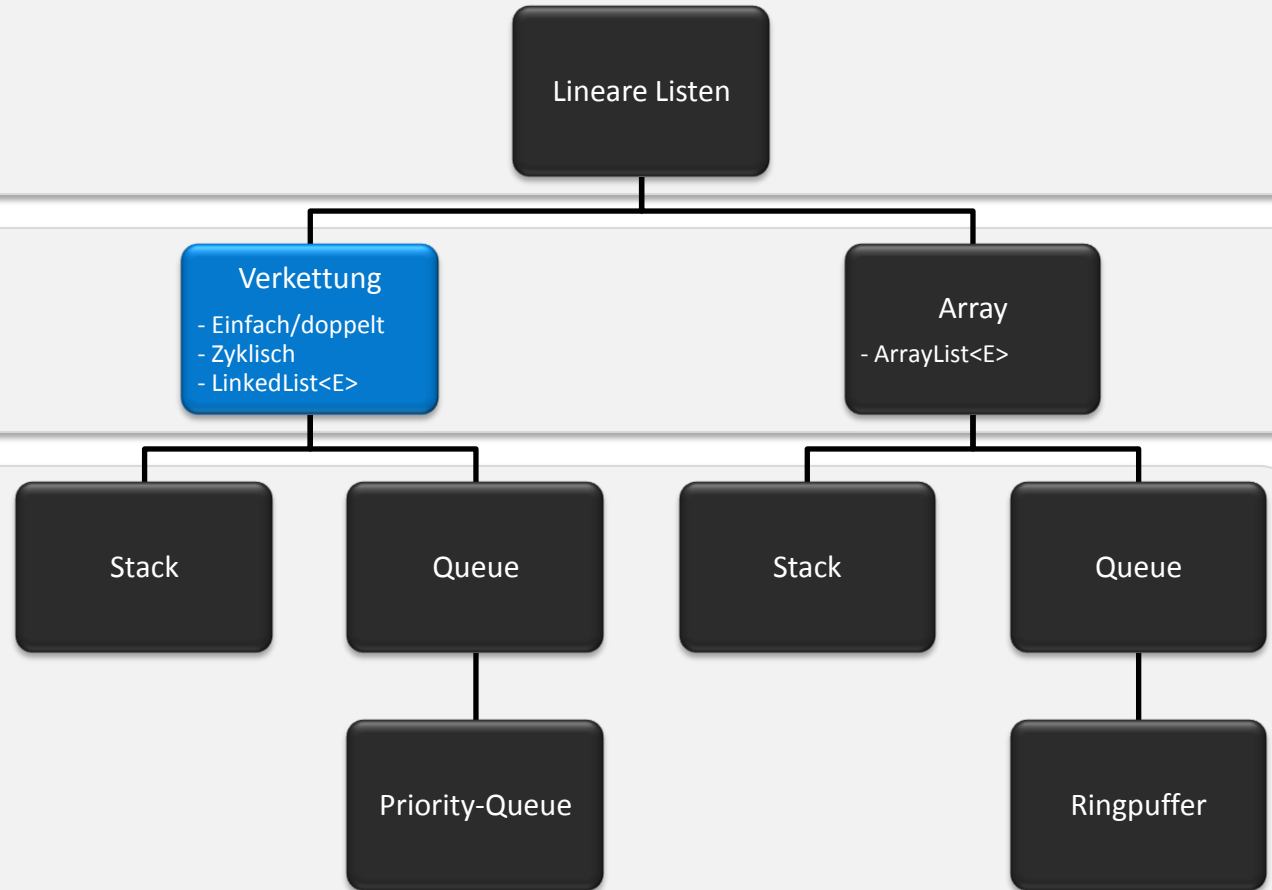 Lineare Listen
Verkettung
- Einfach/doppelt
- Zyklisch
- LinkedList<E>
Array
- ArrayList<E>
Stack
Queue
Stack
Queue
Priority-Queue
Ringpuffer